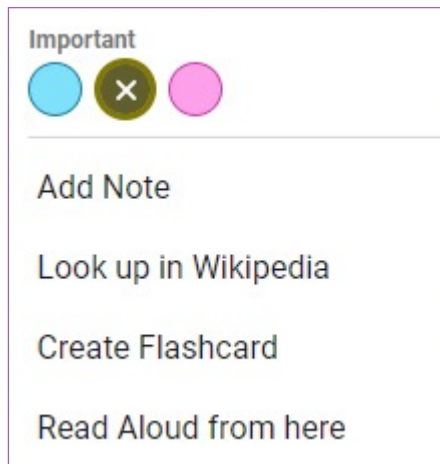 Important
Add Note
Look up in Wikipedia
Create Flashcard
Read Aloud from here